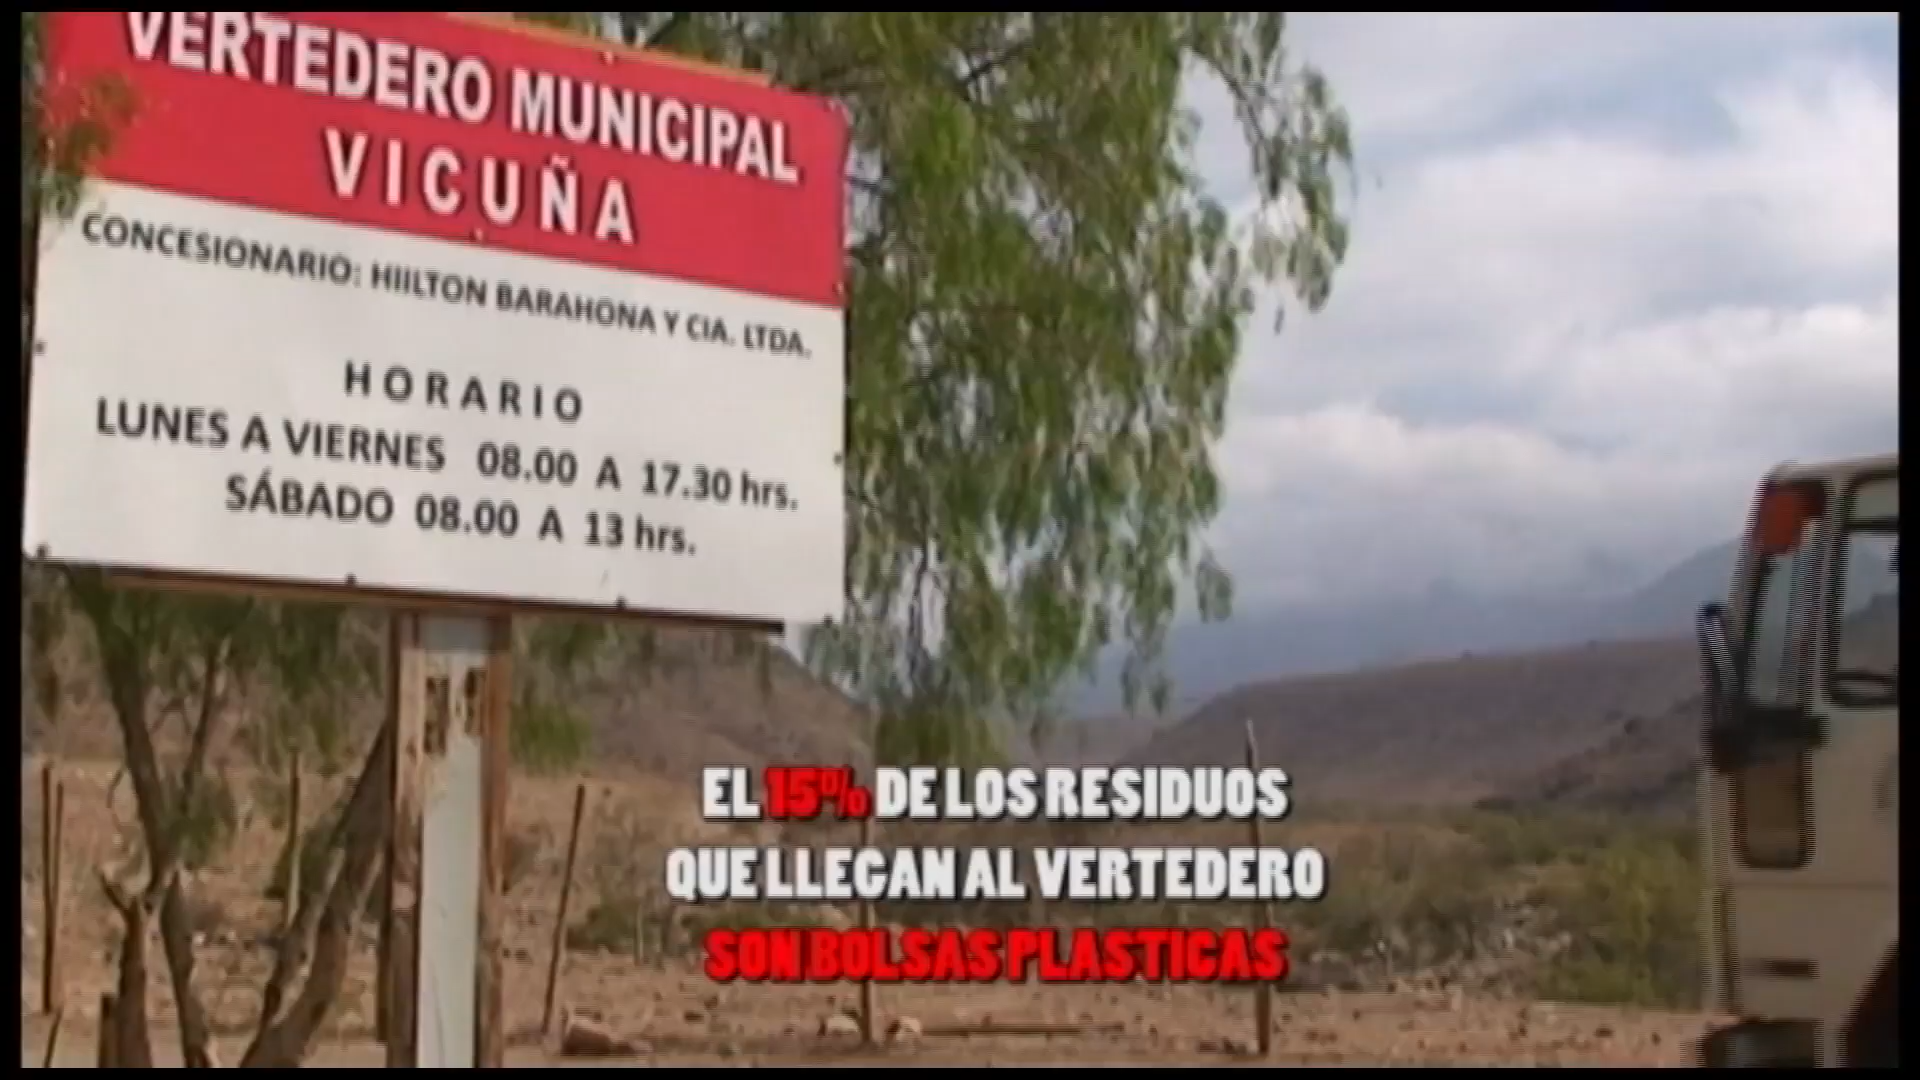 VERTEDERO MUNICIPAL
VICUÑA
CONCESIONARIO: HIILTON BARAHONA Y CIA. LTDA.
HORARIO
LUNES A VIERNES 08.00 A 17.30 hrs.
SÁBADO 08.00 A 13 hrs.
EL 15% DE LOS RESIDUOS
QUE LLEGAN AL VERTEDERO
SON BOLSAS PLASTICAS